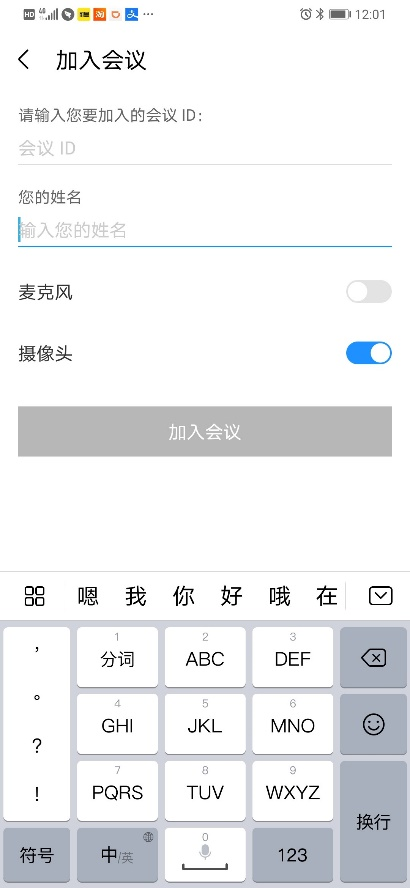 HD 4G 12:01
加入会议
请输入您要加入的会议 ID:
会议 ID
您的姓名
输入您的姓名
麦克风
摄像头
加入会议
嗯 我 你 好 哦 在
， 1 分词 2 ABC 3 DEF
。 4 GHI 5 JKL 6 MNO
?
! 7 PQRS 8 TUV 9 WXYZ 换行
符号 中/英 0 123